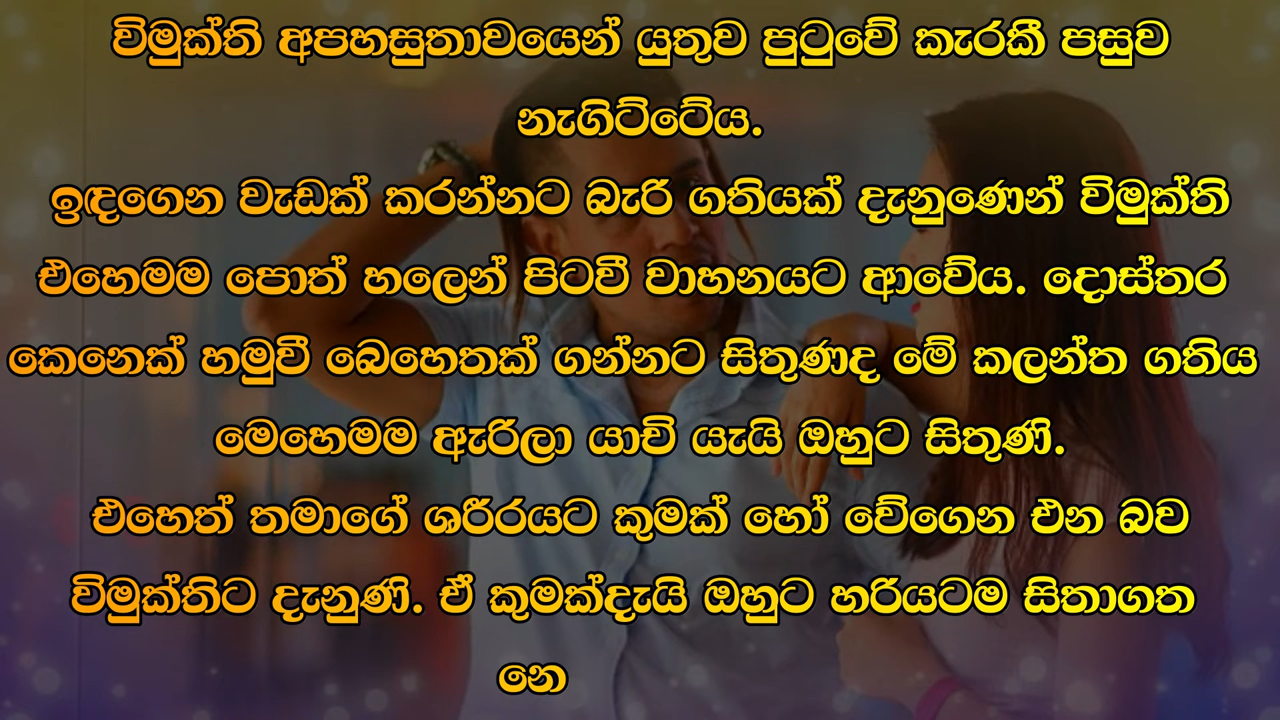 විමුක්ති අපහසුතාවයෙන් යුතුව පුටුවේ කැරකී පසුව
නැගිට්ටේය.
ඉඳගෙන වැඩක් කරන්නට බැරි ගතියක් දැනුණෙන් විමුක්ති
එහෙමම පොත් හලෙන් පිටවී වාහනයට ආවේය. දොස්තර
කෙනෙක් හමුවී බෙහෙතක් ගන්නට සිතුණද මේ කලන්ත ගතිය
මෙහෙමම ඇරිලා යාවි යැයි ඔහුට සිතුණි.
එහෙත් තමාගේ ශරීරයට කුමක් හෝ වේගෙන එන බව
විමුක්තිට දැනුණි. ඒ කුමක්දැයි ඔහුට හරියටම සිතාගත
නෙ